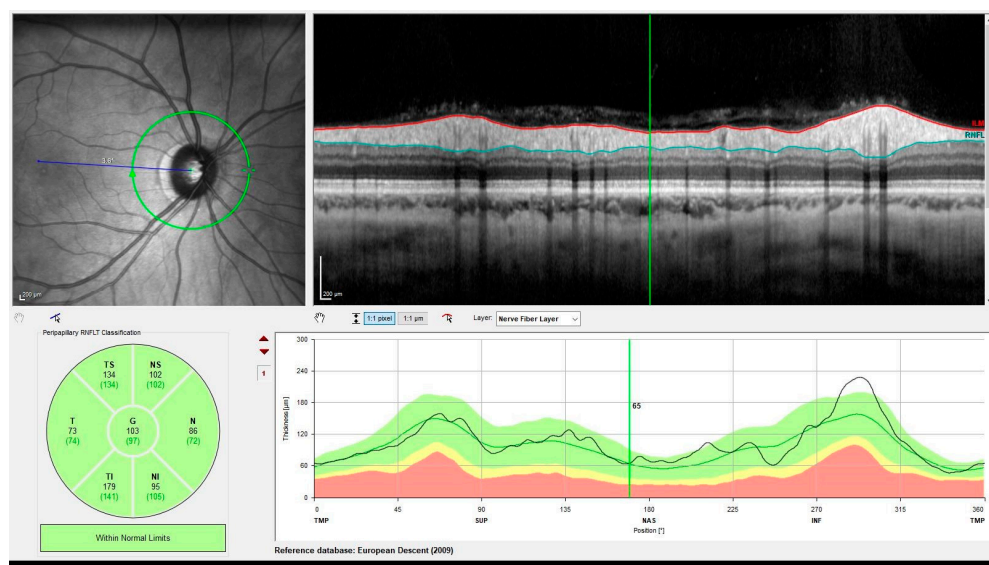 3.8°
200 µm
ILM
RNFL
200 µm
1:1 pixel
1:1 µm
Layer:
Nerve Fiber Layer
Peripapillary RNFLT Classification
TS
134
(134)
NS
102
(102)
T
73
(74)
G
103
(97)
N
86
(72)
TI
179
(141)
NI
95
(105)
Within Normal Limits
1
Thickness [µm]
300
240
180
120
60
0
65
0
45
90
135
180
225
270
315
360
TMP
SUP
NAS
INF
TMP
Position [°]
Reference database: European Descent (2009)